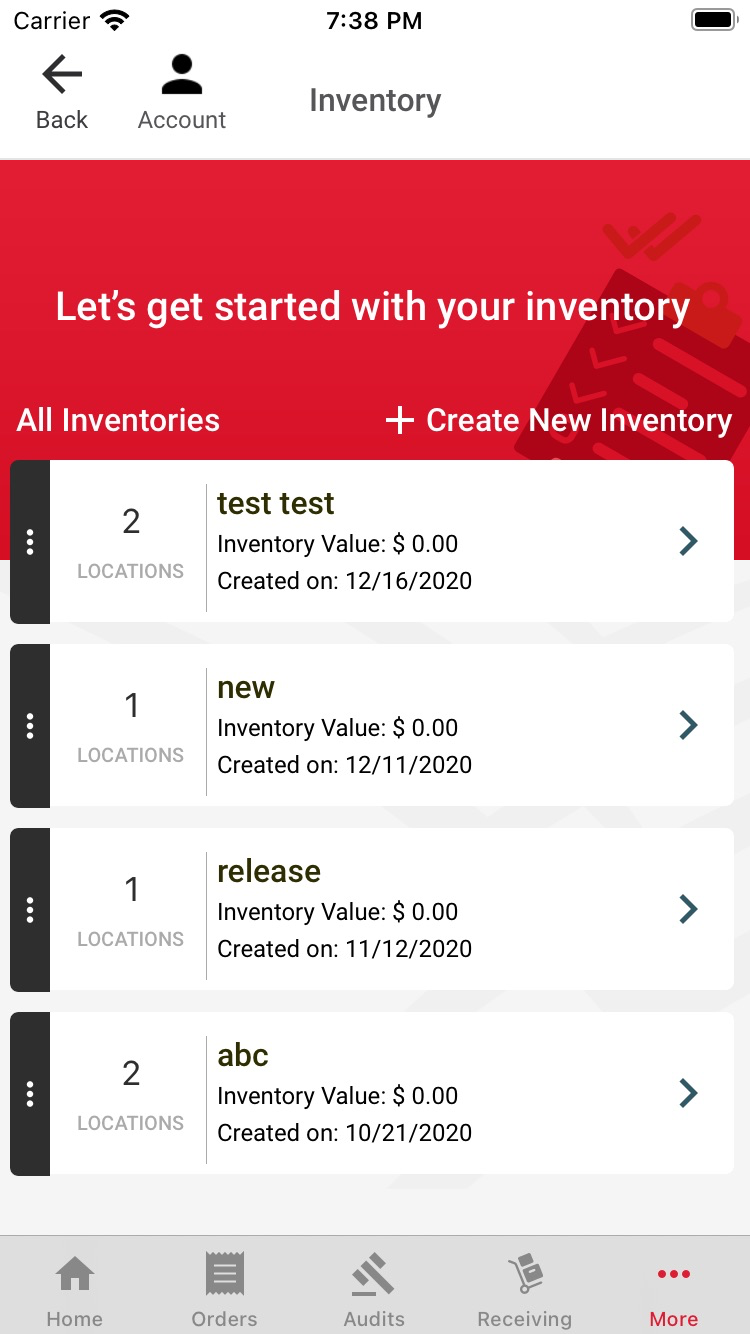 Carrier 7:38 PM
Back Account Inventory
Let’s get started with your inventory
All Inventories + Create New Inventory
2
LOCATIONS
test test
Inventory Value: $ 0.00
Created on: 12/16/2020
1
LOCATIONS
new
Inventory Value: $ 0.00
Created on: 12/11/2020
1
LOCATIONS
release
Inventory Value: $ 0.00
Created on: 11/12/2020
2
LOCATIONS
abc
Inventory Value: $ 0.00
Created on: 10/21/2020
Home Orders Audits Receiving More